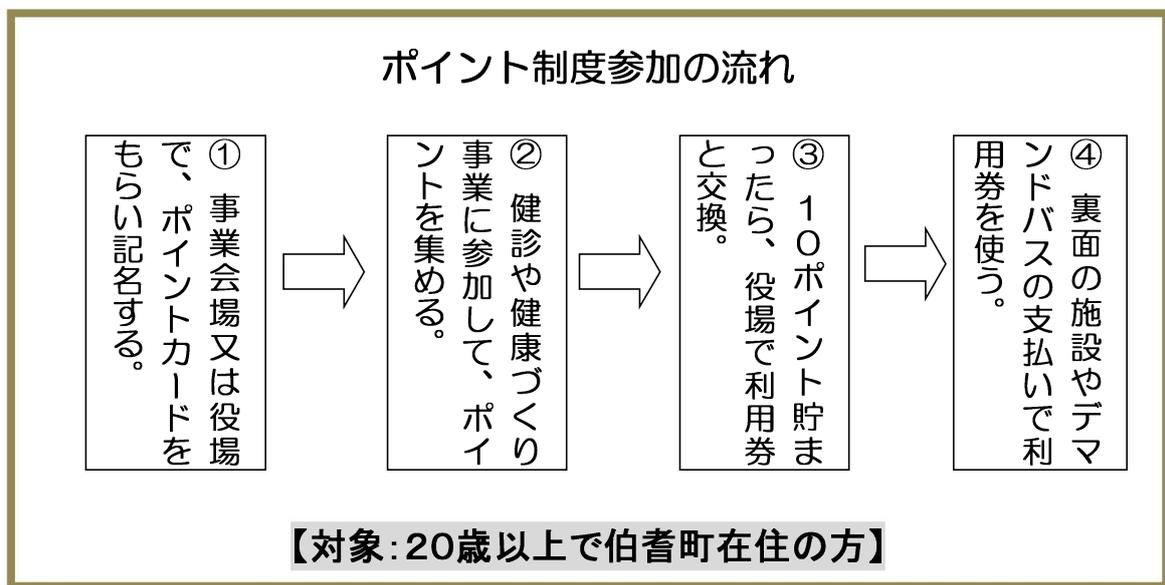 ポイント制度参加の流れ
① 事業会場又は役場
で、ポイントカードを
もらい記名する。
② 健診や健康づくり
事業に参加して、ポイ
ントを集める。
③ １０ポイント貯ま
ったら、役場で利用券
と交換。
④ 裏面の施設やデマ
ンドバスの支払いで利
用券を使う。
【対象：20歳以上で伯耆町在住の方】